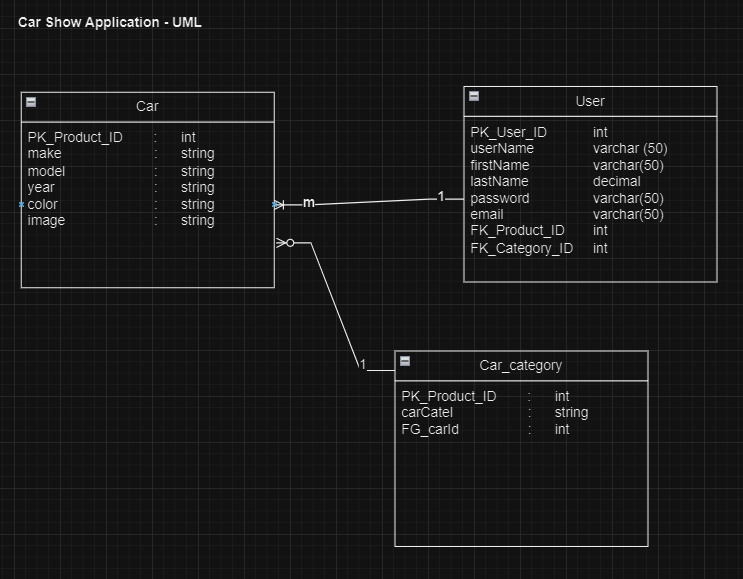 Car Show Application - UML
Car
PK_Product_ID : int
make : string
model : string
year : string
color : string
image : string
m
1
User
PK_User_ID int
userName varchar (50)
firstName varchar(50)
lastName decimal
password varchar(50)
email varchar(50)
FK_Product_ID int
FK_Category_ID int
1
Car_category
PK_Product_ID : int
carCatel : string
FG_carId : int